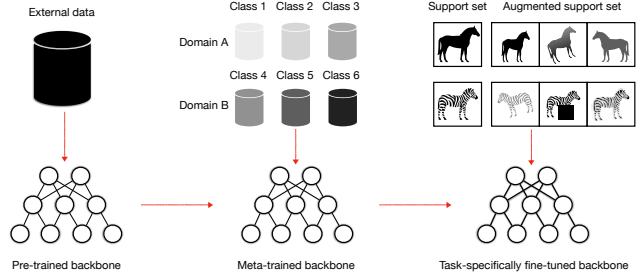 External data
Class 1 Class 2 Class 3
Domain A
Class 4 Class 5 Class 6
Domain B
Support set Augmented support set
Pre-trained backbone
Meta-trained backbone
Task-specifically fine-tuned backbone